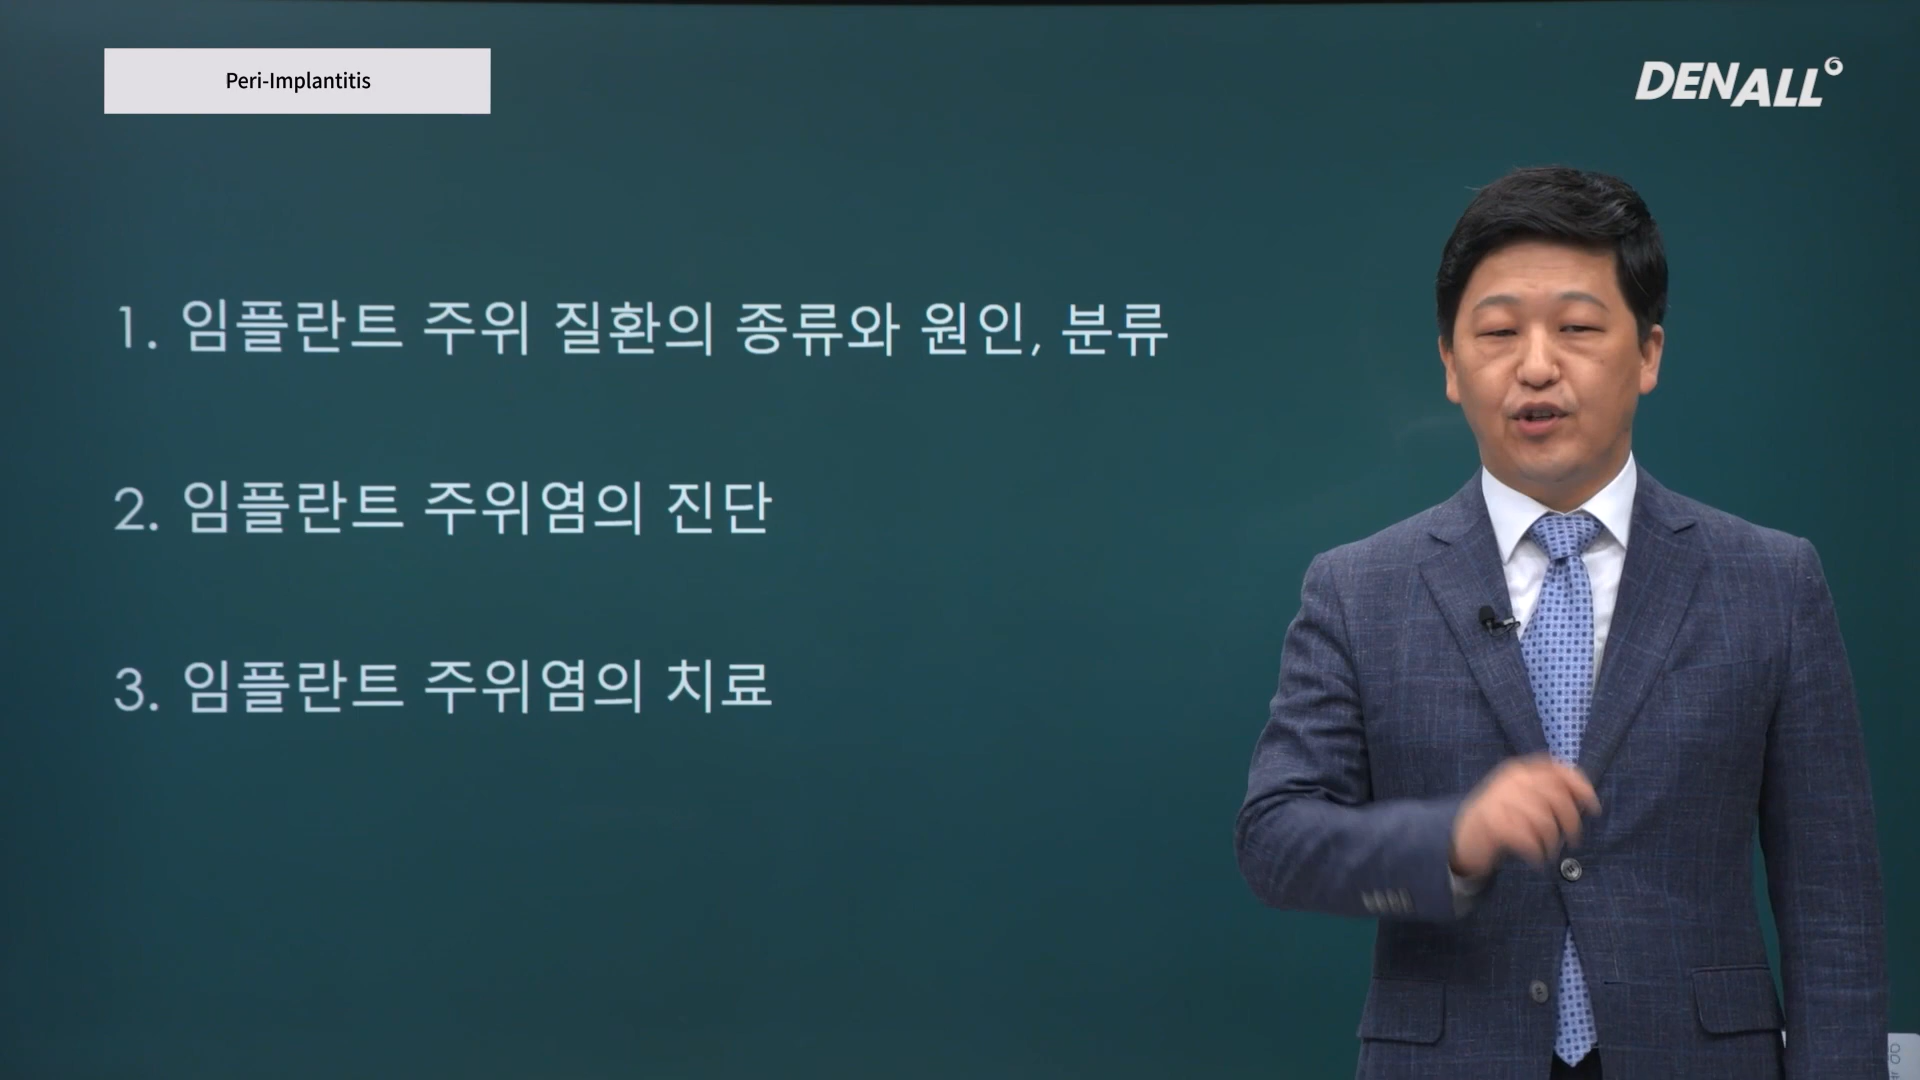 Peri-Implantitis
DENALL
1. 임플란트 주위 질환의 종류와 원인, 분류
2. 임플란트 주위염의 진단
3. 임플란트 주위염의 치료